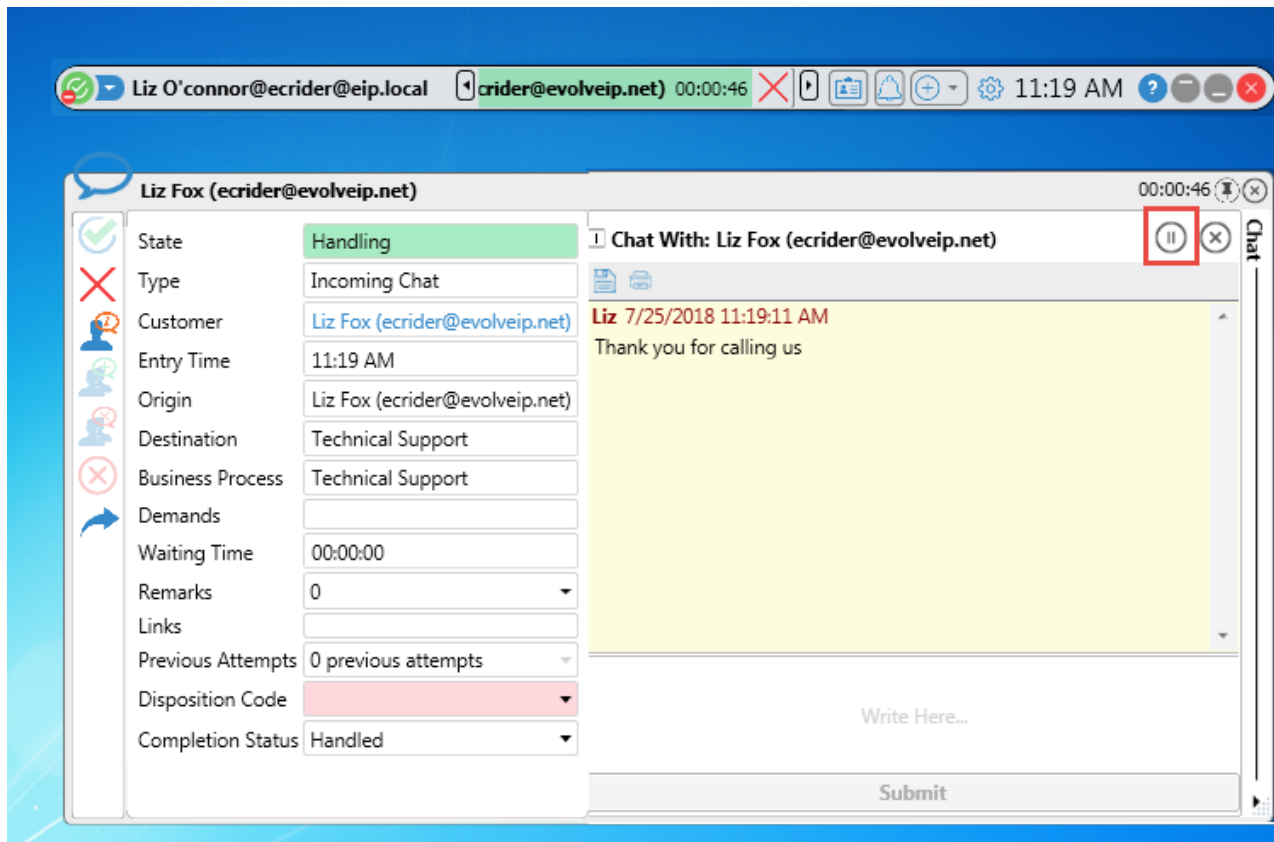 Liz O'connor@ecrider@eip.local crider@evolveip.net) 00:00:46 11:19 AM ?
Liz Fox (ecrider@evolveip.net) 00:00:46
Chat With: Liz Fox (ecrider@evolveip.net)
Chat
State Handling
Type Incoming Chat
Customer Liz Fox (ecrider@evolveip.net)
Entry Time 11:19 AM
Origin Liz Fox (ecrider@evolveip.net)
Destination Technical Support
Business Process Technical Support
Demands
Waiting Time 00:00:00
Remarks 0
Links
Previous Attempts 0 previous attempts
Disposition Code
Completion Status Handled
Liz 7/25/2018 11:19:11 AM
Thank you for calling us
Write Here...
Submit